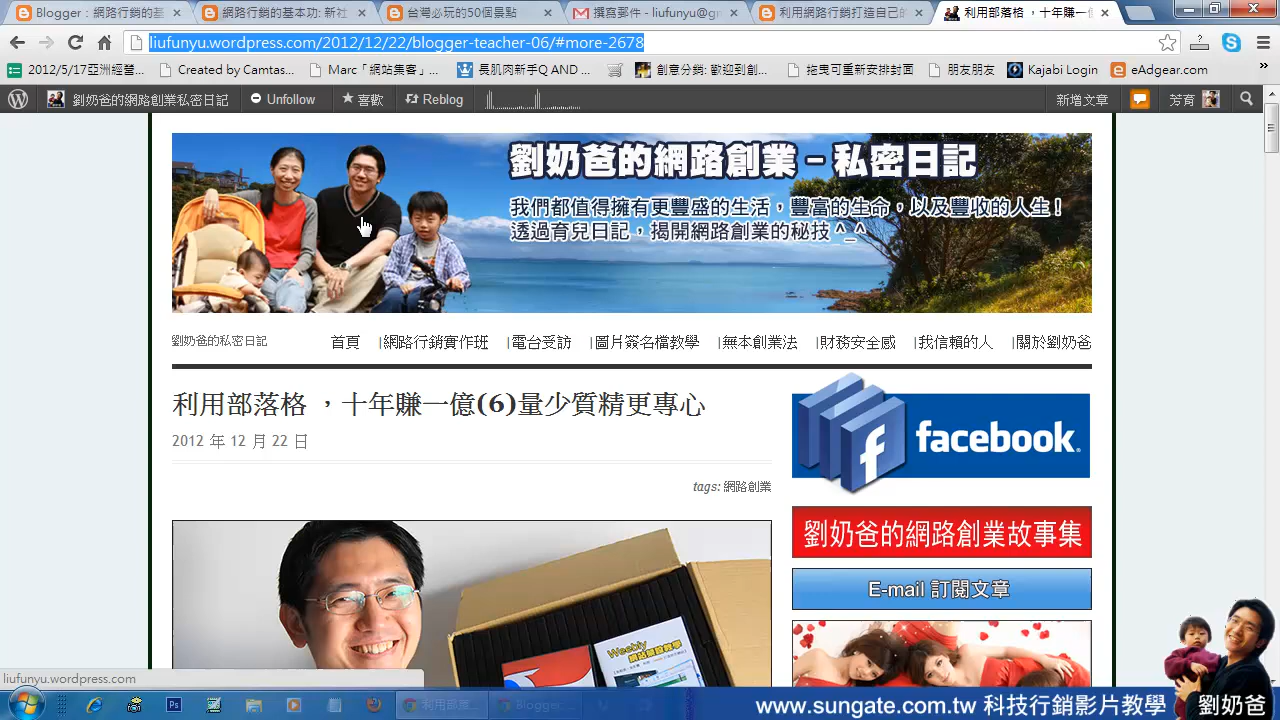 Blogger：網路行銷的基
網路行銷的基本功: 新社
台灣必玩的50個景點
撰寫郵件 - liufunyu@gr
利用網路行銷打造自己的
利用部落格 ，十年賺一億
liufunyu.wordpress.com/2012/12/22/blogger-teacher-06/#more-2678
2012/5/17亞洲經營...
Created by Camtas...
Marc「網站集客」...
長肌肉新手Q AND ...
創意分銷: 歡迎到創...
拖曳可重新安排封面
朋友朋友
Kajabi Login
eAdgear.com
劉奶爸的網路創業私密日記
Unfollow
喜歡
Reblog
新增文章
芳育
劉奶爸的網路創業－私密日記
我們都值得擁有更豐盛的生活，豐富的生命，以及豐收的人生！
透過育兒日記，揭開網路創業的秘技 ^_^
劉奶爸的私密日記
首頁 |網路行銷實作班 |電台受訪 |圖片簽名檔教學 |無本創業法 |財務安全感 |我信賴的人 |關於劉奶爸
利用部落格 ，十年賺一億(6)量少質精更專心
2012 年 12 月 22 日
tags: 網路創業
facebook
劉奶爸的網路創業故事集
E-mail 訂閱文章
Weebly
liufunyu.wordpress.com
利用部落...
Blogger...
www.sungate.com.tw 科技行銷影片教學
劉奶爸